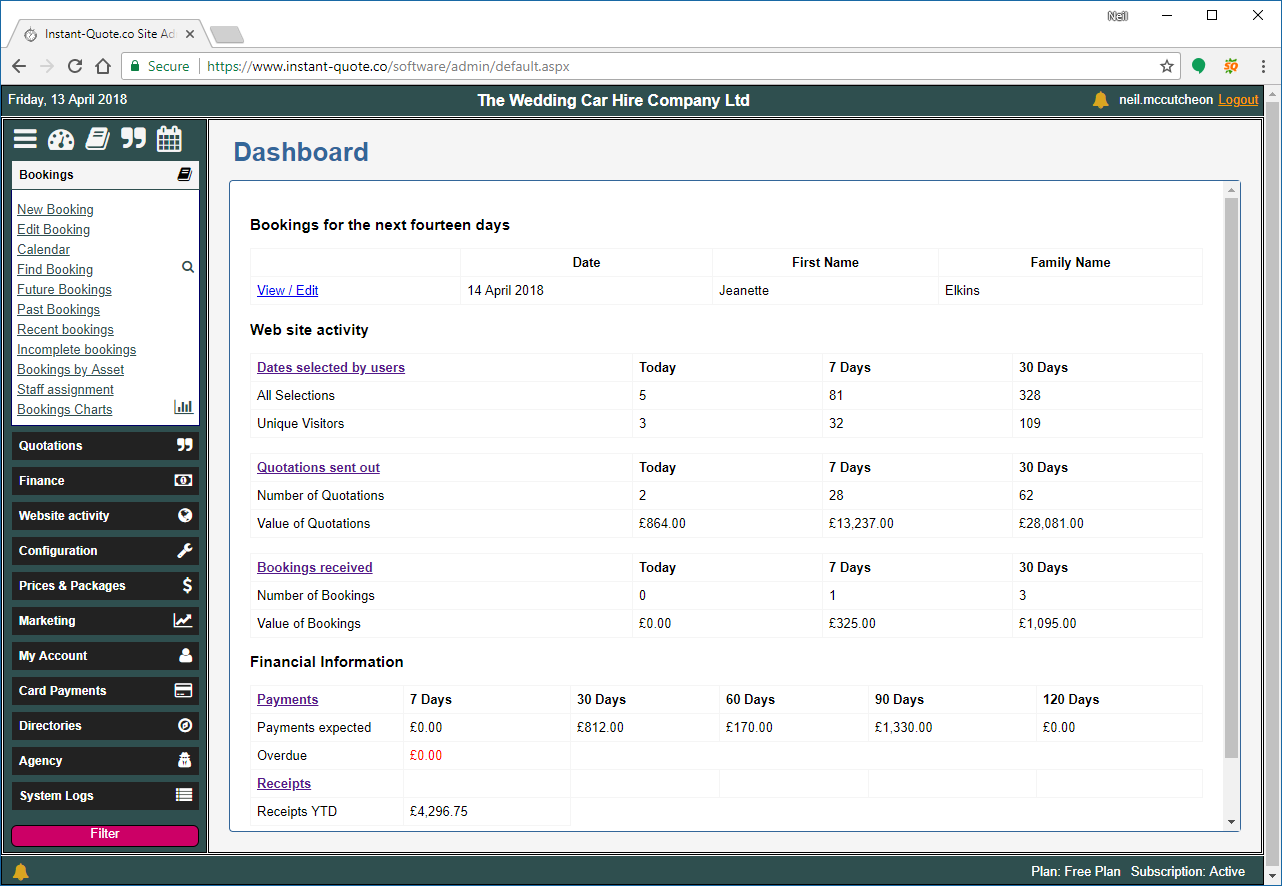 Neil
Instant-Quote.co Site Ad
Secure https://www.instant-quote.co/software/admin/default.aspx
SQ
Friday, 13 April 2018 The Wedding Car Hire Company Ltd neil.mccutcheon Logout
Dashboard
Bookings
New Booking
Edit Booking
Calendar
Find Booking
Future Bookings
Past Bookings
Recent bookings
Incomplete bookings
Bookings by Asset
Staff assignment
Bookings Charts
Quotations
Finance
Website activity
Configuration
Prices & Packages $
Marketing
My Account
Card Payments
Directories
Agency
System Logs
Filter
Bookings for the next fourteen days
Date First Name Family Name
View / Edit 14 April 2018 Jeanette Elkins
Web site activity
Dates selected by users Today 7 Days 30 Days
All Selections 5 81 328
Unique Visitors 3 32 109
Quotations sent out Today 7 Days 30 Days
Number of Quotations 2 28 62
Value of Quotations £864.00 £13,237.00 £28,081.00
Bookings received Today 7 Days 30 Days
Number of Bookings 0 1 3
Value of Bookings £0.00 £325.00 £1,095.00
Financial Information
Payments 7 Days 30 Days 60 Days 90 Days 120 Days
Payments expected £0.00 £812.00 £170.00 £1,330.00 £0.00
Overdue £0.00
Receipts
Receipts YTD £4,296.75
Plan: Free Plan Subscription: Active